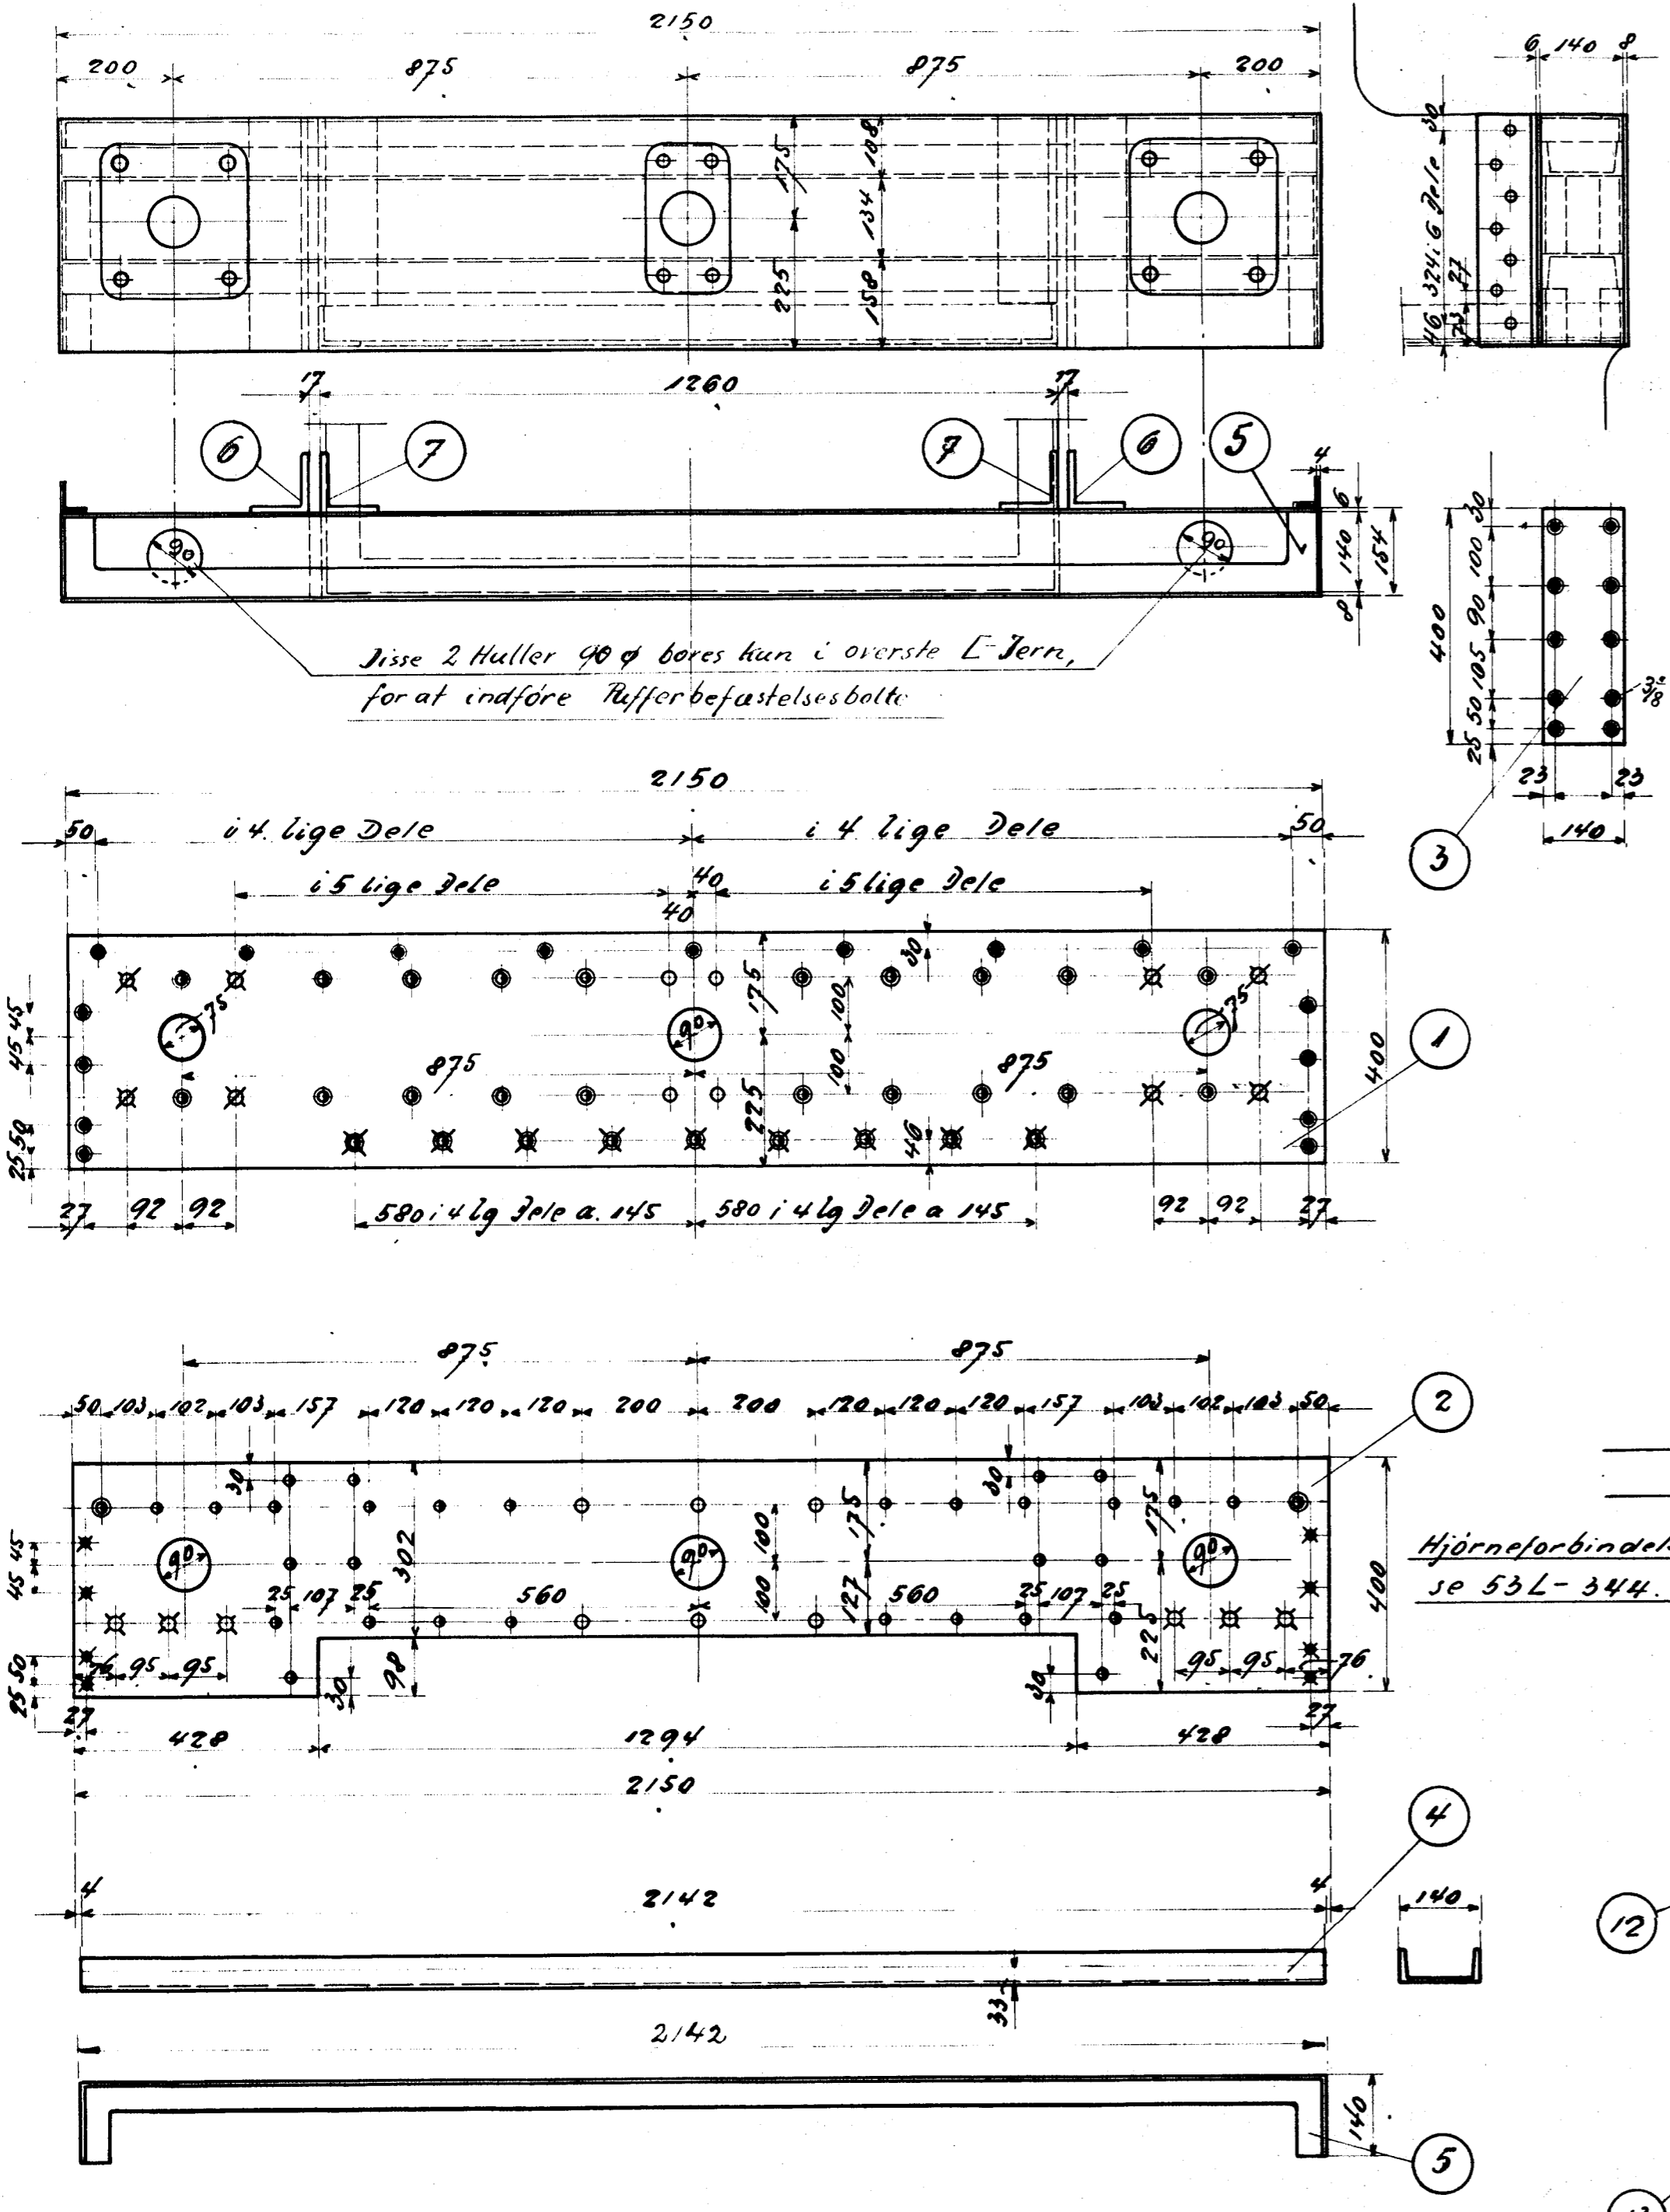 2150
200 875 875 200
6 140 8
175 108
134
225 158
30
324 i 6 Dele
27
46 23
17 1260 17
6 7 7 6 5
4
90 90
6
140 154
8
Disse 2 Huller 90 ø bores kun i øverste [-Jern,
for at indføre Pufferbefæstelsesbolte
30
100
90
400
105
50
25
3/8"
23 23
140
3
2150
50 i 4 lige Dele i 4 lige Dele 50
i 5 lige Dele 40 i 5 lige Dele
40
30
175
100
45 45
75 90 75
1
875 875
100
400
225
46
25 50
27 92 92 580 i 4 lg Dele a. 145 580 i 4 lg Dele a 145 92 92 27
875 875
2
50 103 102 103 157 120 120 120 200 200 120 120 120 157 103 102 103 50
30 30
302 100 175 175
45 45
90 90 90
Hjørneforbindels
se 53L-344.
400
25 107 25 560 100 127 560 25 107 25
225
25 50
76 95 95 30 98 30 95 95 76
27 27
428 1294 428
2150
4
4 2142 4
140
12
33
2142
140
5